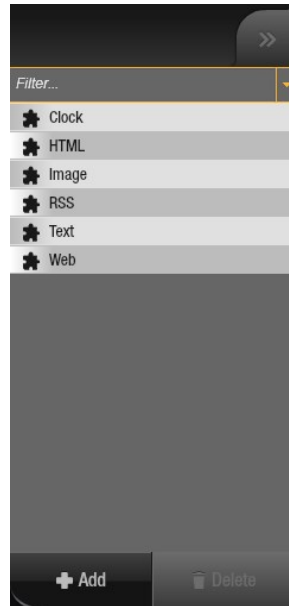 Filter...
Clock
HTML
Image
RSS
Text
Web
Add
Delete